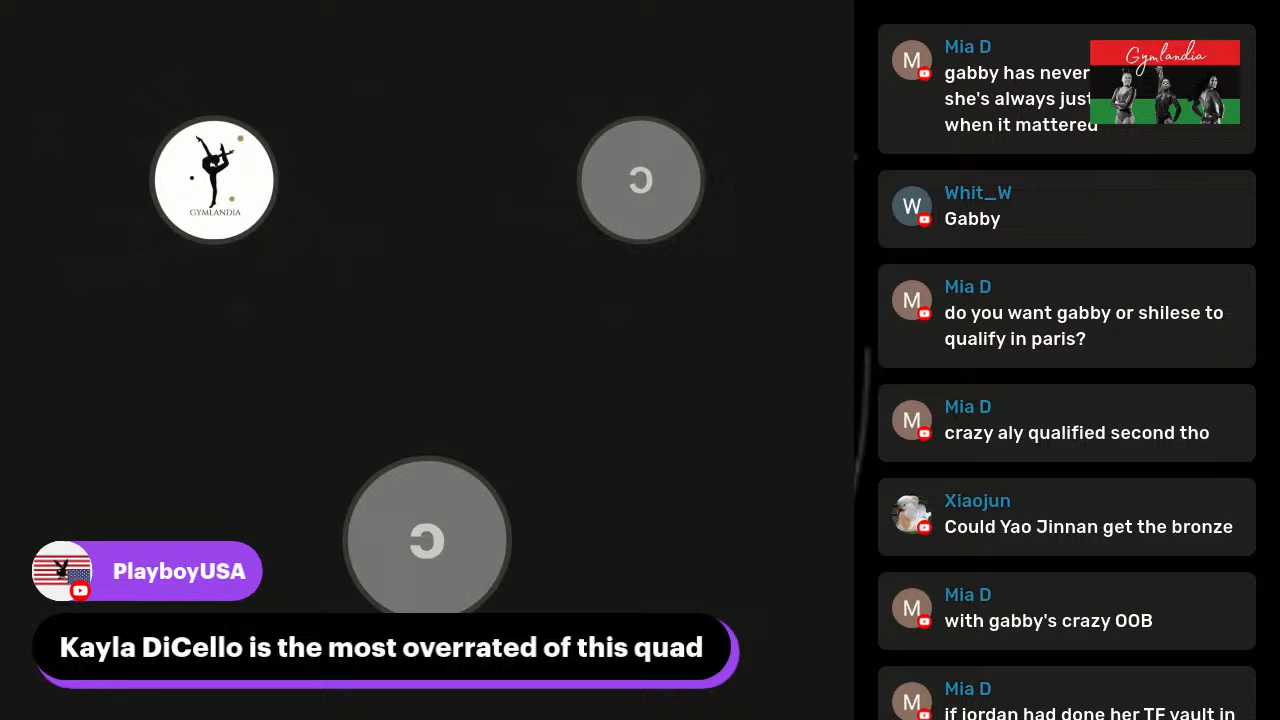 GYMLANDIA
C
C
PlayboyUSA
Kayla DiCello is the most overrated of this quad
Gymlandia
M
Mia D
gabby has never
she's always just
when it mattered
W
Whit_W
Gabby
M
Mia D
do you want gabby or shilese to
qualify in paris?
M
Mia D
crazy aly qualified second tho
Xiaojun
Could Yao Jinnan get the bronze
M
Mia D
with gabby's crazy OOB
M
Mia D
if jordan had done her TF vault in